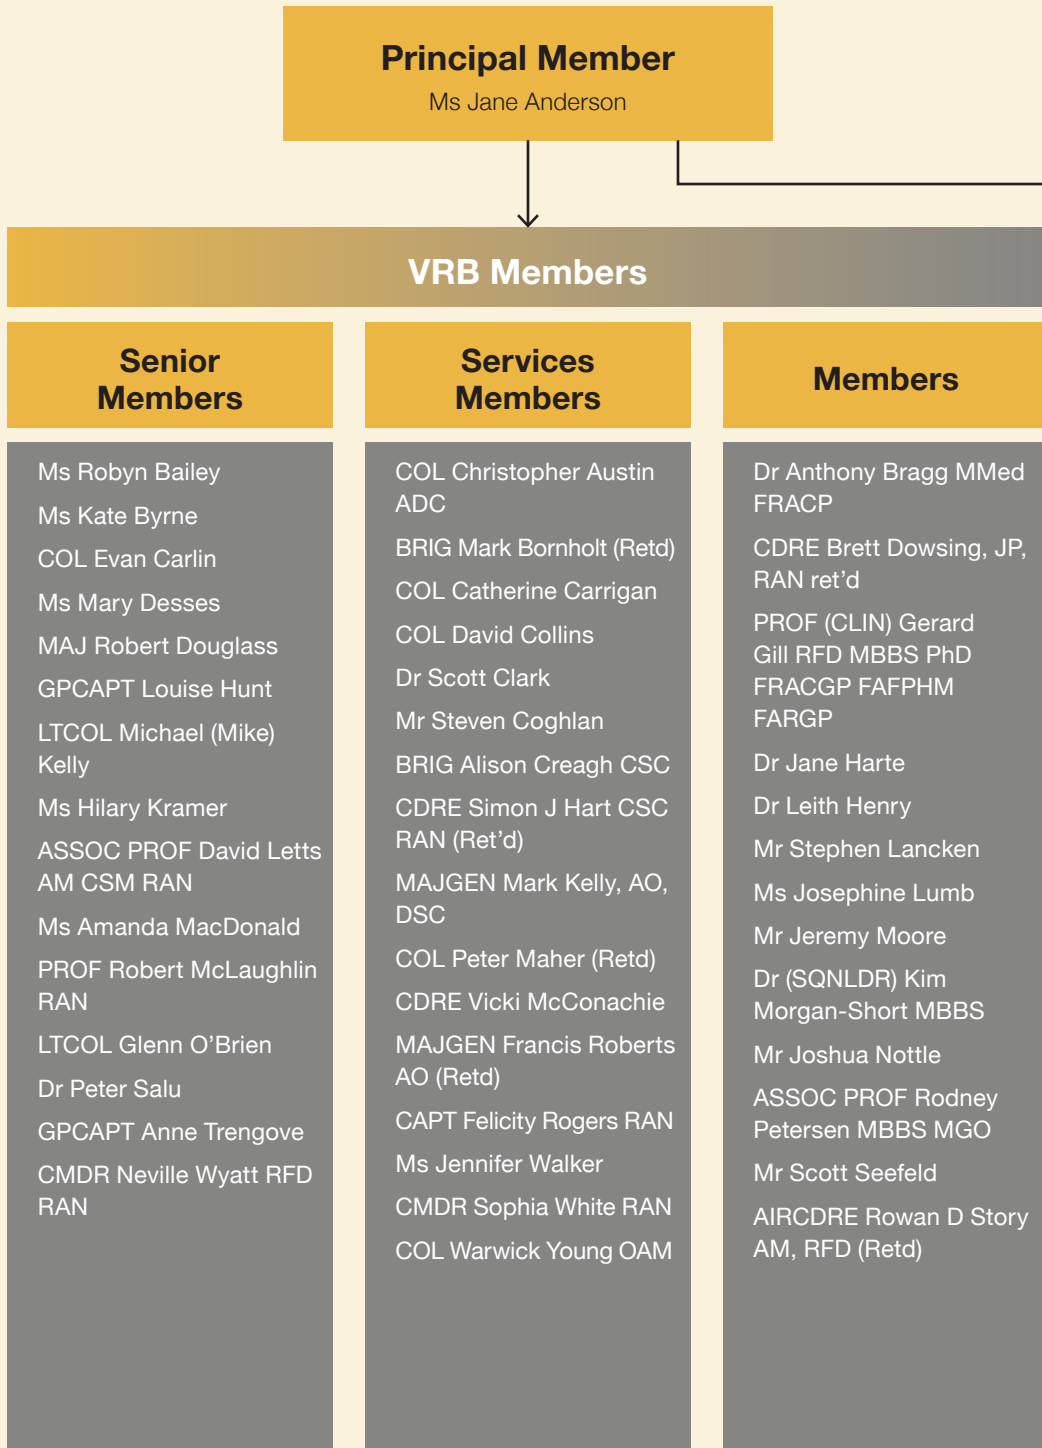 Principal Member
Ms Jane Anderson
VRB Members
Senior
Members
Ms Robyn Bailey
Ms Kate Byrne
COL Evan Carlin
Ms Mary Desses
MAJ Robert Douglass
GPCAPT Louise Hunt
LTCOL Michael (Mike)
Kelly
Ms Hilary Kramer
ASSOC PROF David Letts
AM CSM RAN
Ms Amanda MacDonald
PROF Robert McLaughlin
RAN
LTCOL Glenn O’Brien
Dr Peter Salu
GPCAPT Anne Trengove
CMDR Neville Wyatt RFD
RAN
Services
Members
COL Christopher Austin
ADC
BRIG Mark Bornholt (Retd)
COL Catherine Carrigan
COL David Collins
Dr Scott Clark
Mr Steven Coghlan
BRIG Alison Creagh CSC
CDRE Simon J Hart CSC
RAN (Ret’d)
MAJGEN Mark Kelly, AO,
DSC
COL Peter Maher (Retd)
CDRE Vicki McConachie
MAJGEN Francis Roberts
AO (Retd)
CAPT Felicity Rogers RAN
Ms Jennifer Walker
CMDR Sophia White RAN
COL Warwick Young OAM
Members
Dr Anthony Bragg MMed
FRACP
CDRE Brett Dowsing, JP,
RAN ret’d
PROF (CLIN) Gerard
Gill RFD MBBS PhD
FRACGP FAFPHM
FARGP
Dr Jane Harte
Dr Leith Henry
Mr Stephen Lancken
Ms Josephine Lumb
Mr Jeremy Moore
Dr (SQNLDR) Kim
Morgan-Short MBBS
Mr Joshua Nottle
ASSOC PROF Rodney
Petersen MBBS MGO
Mr Scott Seefeld
AIRCDRE Rowan D Story
AM, RFD (Retd)